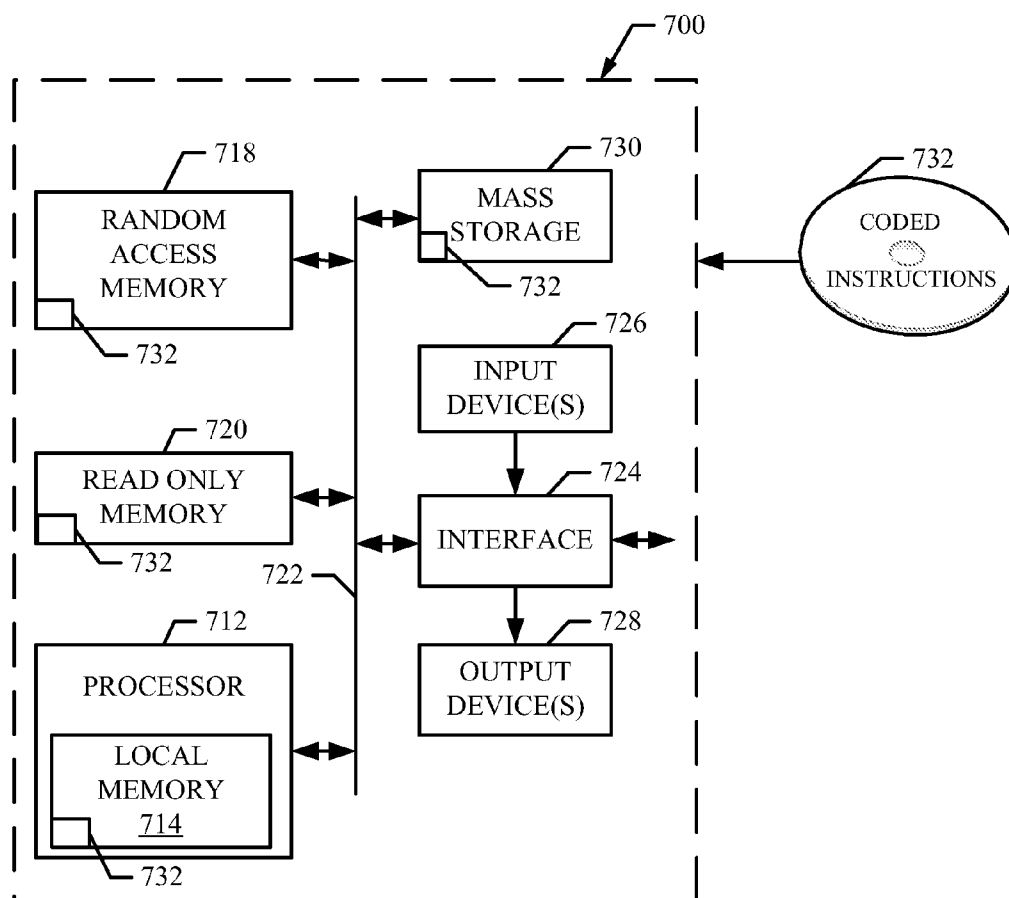 700
718
RANDOM
ACCESS
MEMORY
732
730
MASS
STORAGE
732
732
CODED
INSTRUCTIONS
726
INPUT
DEVICE(S)
720
READ ONLY
MEMORY
732
724
INTERFACE
722
712
PROCESSOR
LOCAL
MEMORY
714
732
728
OUTPUT
DEVICE(S)